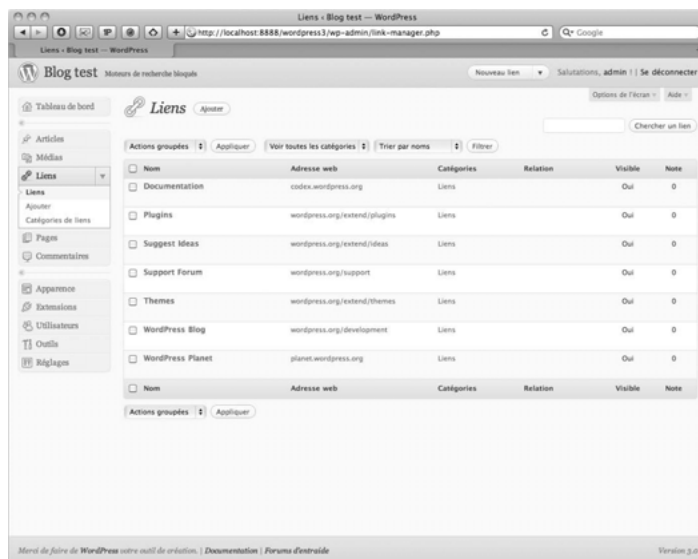 Liens ‹ Blog test — WordPress
http://localhost:8888/wordpress3/wp-admin/link-manager.php
Google
Liens ‹ Blog test — WordPress
Blog test Moteurs de recherche bloqués
Nouveau lien
Salutations, admin ! | Se déconnecter
Options de l'écran
Aide
Tableau de bord
Liens
Ajouter
Chercher un lien
Articles
Médias
Liens
Liens
Ajouter
Catégories de liens
Pages
Commentaires
Apparence
Extensions
Utilisateurs
Outils
Réglages
Actions groupées Appliquer Voir toutes les catégories Trier par noms Filtrer
Nom Adresse web Catégories Relation Visible Note
Documentation codex.wordpress.org Liens Oui 0
Plugins wordpress.org/extend/plugins Liens Oui 0
Suggest Ideas wordpress.org/extend/ideas Liens Oui 0
Support Forum wordpress.org/support Liens Oui 0
Themes wordpress.org/extend/themes Liens Oui 0
WordPress Blog wordpress.org/development Liens Oui 0
WordPress Planet planet.wordpress.org Liens Oui 0
Nom Adresse web Catégories Relation Visible Note
Actions groupées Appliquer
Merci de faire de WordPress votre outil de création. | Documentation | Forums d'entraide
Version 3.0